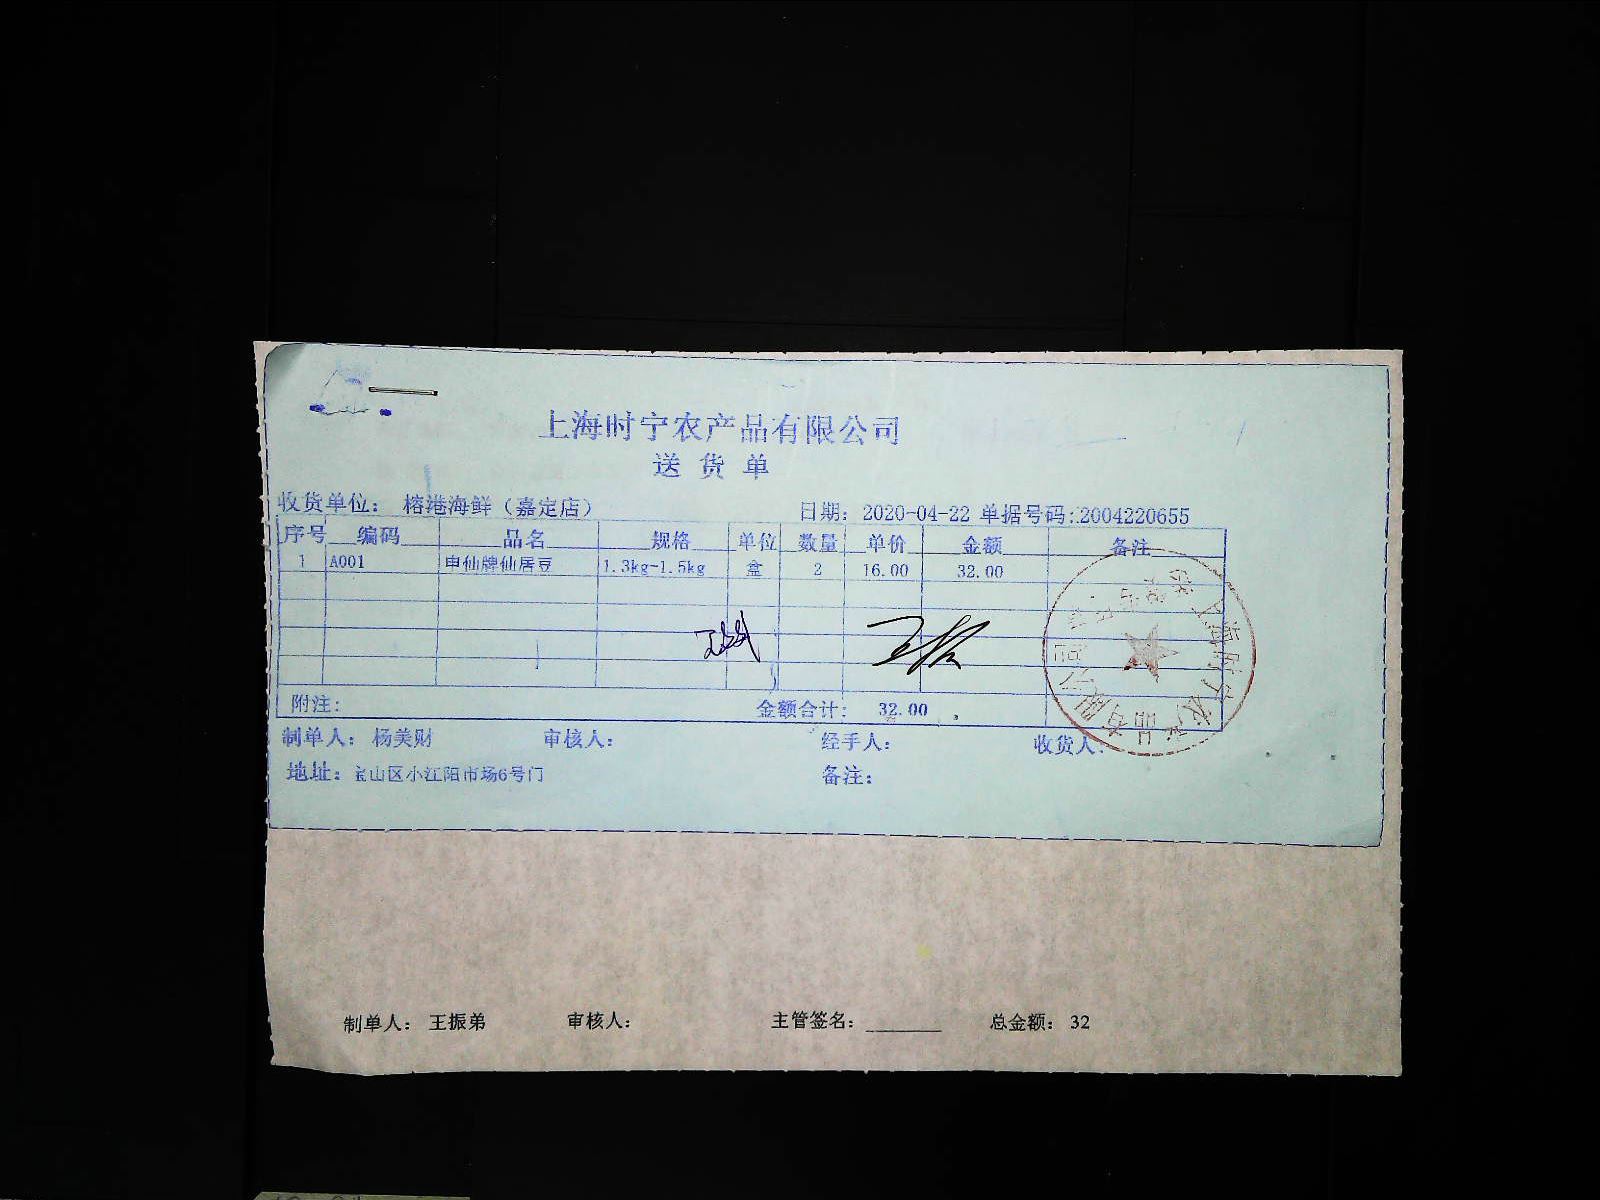 上海时宁农产品有限公司
送货单
收货单位： 榕港海鲜（嘉定店） 日期：2020-04-22 单据号码:2004220655
序号 编码 品名 规格 单位 数量 单价 金额 备注
1 A001 申仙牌仙居豆 1.3kg-1.5kg 盒 2 16.00 32.00
附注： 金额合计： 32.00
制单人： 杨美财 审核人： 经手人： 收货人：
地址：宝山区小江阳市场6号门 备注：
制单人： 王振弟 审核人： 主管签名： 总金额： 32